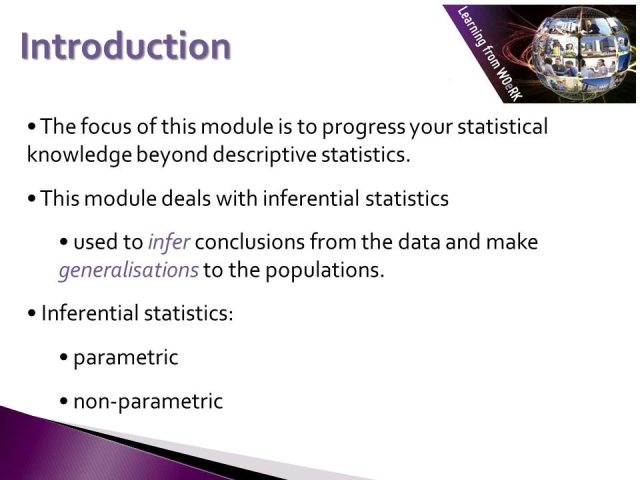 Introduction
Learning from WOeRK
• The focus of this module is to progress your statistical
knowledge beyond descriptive statistics.
• This module deals with inferential statistics
• used to infer conclusions from the data and make
generalisations to the populations.
• Inferential statistics:
• parametric
• non-parametric